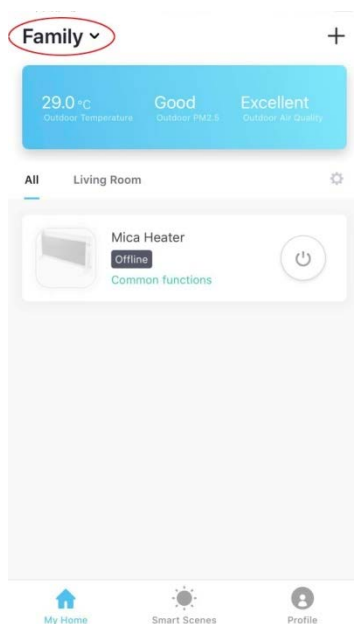 Family
29.0 °C Good Excellent
Outdoor Temperature Outdoor PM2.5 Outdoor Air Quality
All Living Room
Mica Heater
Offline
Common functions
My Home Smart Scenes Profile